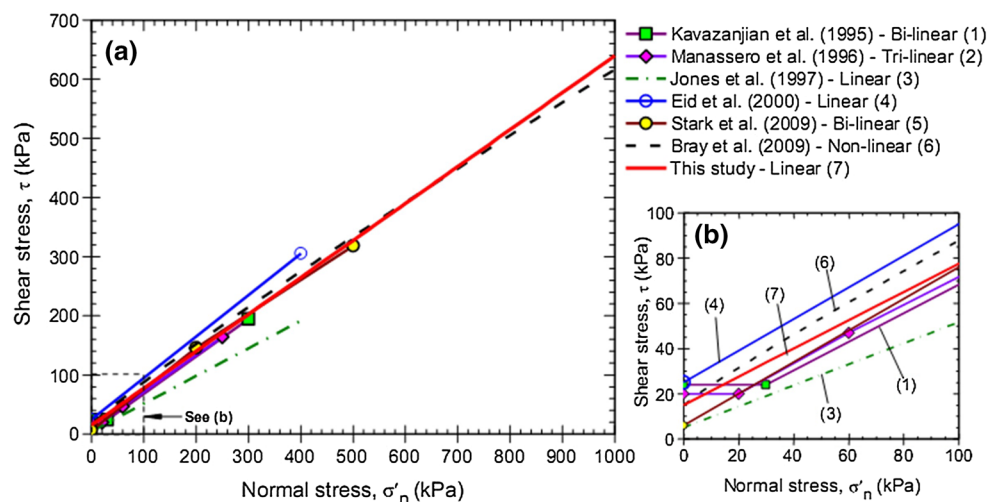 (a)
700
600
500
400
300
200
100
0
Shear stress, τ (kPa)
0 100 200 300 400 500 600 700 800 900 1000
Normal stress, σ′n (kPa)
See (b)
Kavazanjian et al. (1995) - Bi-linear (1)
Manassero et al. (1996) - Tri-linear (2)
Jones et al. (1997) - Linear (3)
Eid et al. (2000) - Linear (4)
Stark et al. (2009) - Bi-linear (5)
Bray et al. (2009) - Non-linear (6)
This study - Linear (7)
(b)
100
80
60
40
20
0
Shear stress, τ (kPa)
(4)
(7)
(6)
(3)
(1)
0 20 40 60 80 100
Normal stress, σ′n (kPa)